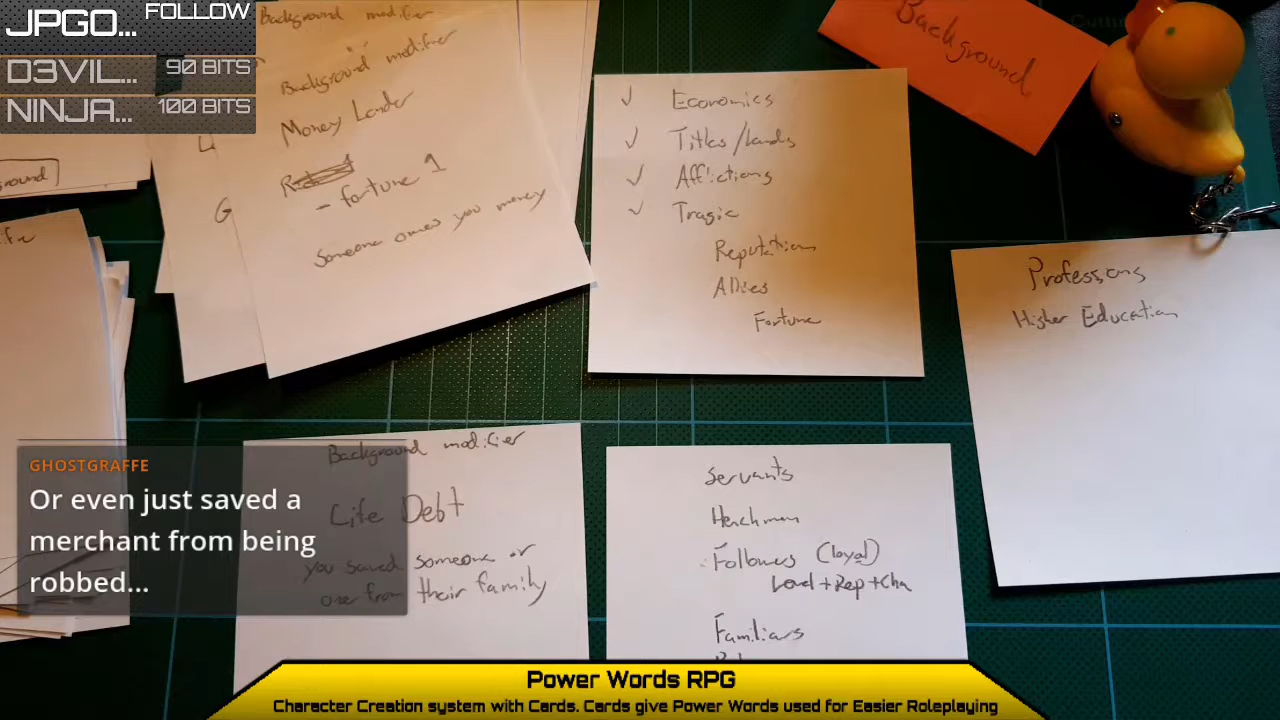 JPGO...
FOLLOW
D3VIL...
90 BITS
NINJA...
100 BITS
Background modifier
Background modifier
Money Lender
- fortune 1
Someone owes you money
G
round
Economics
Titles/lands
Afflictions
Tragic
Reputation
Allies
Fortune
Background
Professions
Higher Education
Background modifier
Life Debt
you saved someone or
one from their family
Servants
Henchmen
Followers (loyal)
Level + Rep + Cha
Familiars
GHOSTGRAFFE
Or even just saved a
merchant from being
robbed...
Power Words RPG
Character Creation system with Cards. Cards give Power Words used for Easier Roleplaying